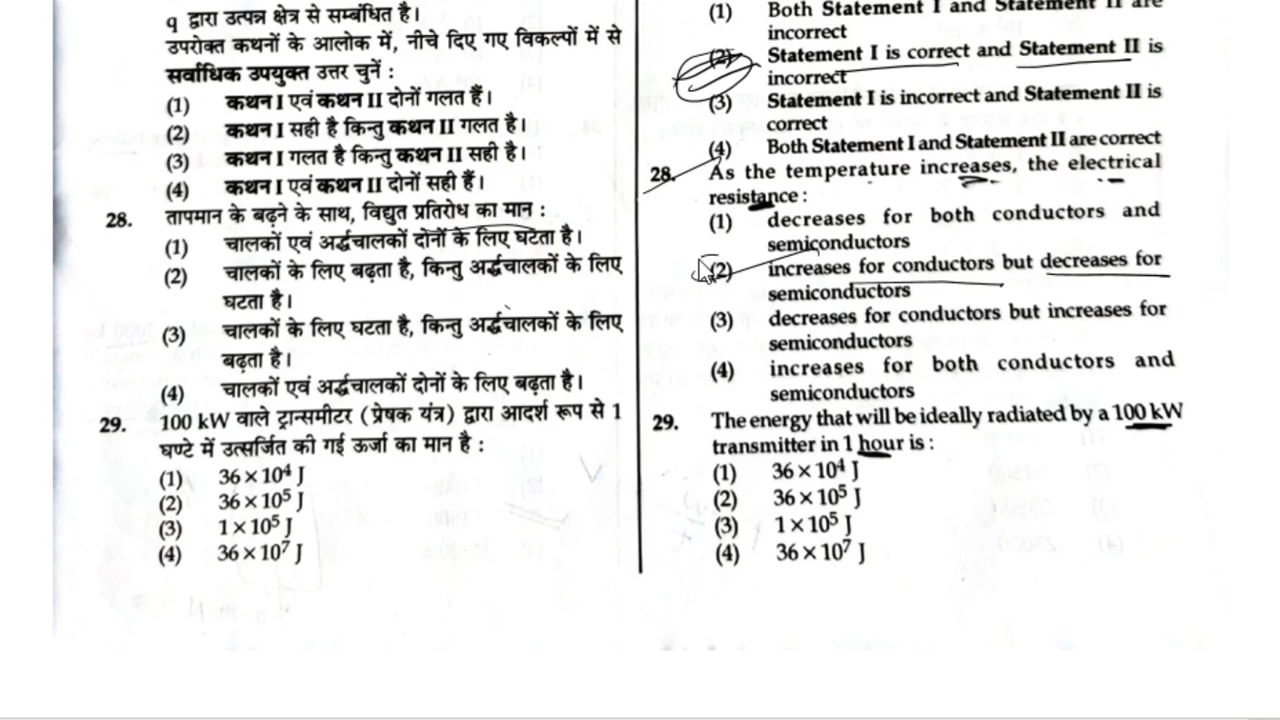 q द्वारा उत्पन्न क्षेत्र से सम्बंधित है।
उपरोक्त कथनों के आलोक में, नीचे दिए गए विकल्पों में से
सर्वाधिक उपयुक्त उत्तर चुनें :
(1) कथन I एवं कथन II दोनों गलत हैं।
(2) कथन I सही है किन्तु कथन II गलत है।
(3) कथन I गलत है किन्तु कथन II सही है।
(4) कथन I एवं कथन II दोनों सही हैं।
28. तापमान के बढ़ने के साथ, विद्युत प्रतिरोध का मान :
(1) चालकों एवं अर्द्धचालकों दोनों के लिए घटता है।
(2) चालकों के लिए बढ़ता है, किन्तु अर्द्धचालकों के लिए
घटता है।
(3) चालकों के लिए घटता है, किन्तु अर्द्धचालकों के लिए
बढ़ता है।
(4) चालकों एवं अर्द्धचालकों दोनों के लिए बढ़ता है।
29. 100 kW वाले ट्रान्समीटर (प्रेषक यंत्र) द्वारा आदर्श रूप से 1
घण्टे में उत्सर्जित की गई ऊर्जा का मान है :
(1) 36×10⁴ J
(2) 36×10⁵ J
(3) 1×10⁵ J
(4) 36×10⁷ J
(1) Both Statement I and Statement II are
incorrect
(2) Statement I is correct and Statement II is
incorrect
(3) Statement I is incorrect and Statement II is
correct
(4) Both Statement I and Statement II are correct
28. As the temperature increases, the electrical
resistance :
(1) decreases for both conductors and
semiconductors
(2) increases for conductors but decreases for
semiconductors
(3) decreases for conductors but increases for
semiconductors
(4) increases for both conductors and
semiconductors
29. The energy that will be ideally radiated by a 100 kW
transmitter in 1 hour is :
(1) 36×10⁴ J
(2) 36×10⁵ J
(3) 1×10⁵ J
(4) 36×10⁷ J